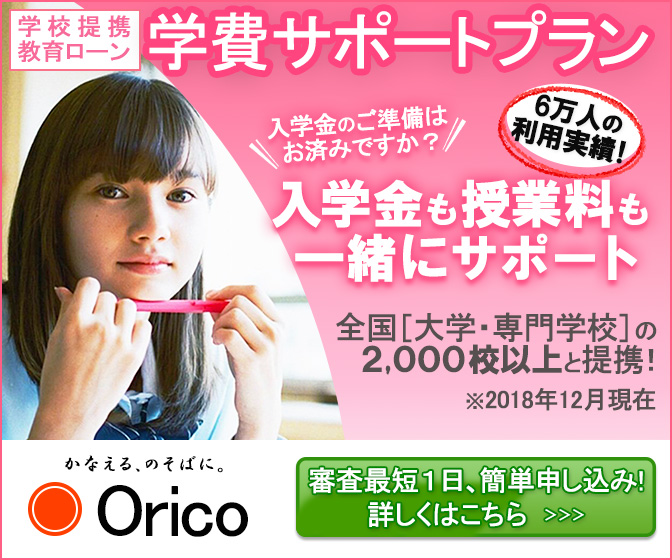 学校提携
教育ローン
学費サポートプラン
入学金のご準備は
お済みですか？
6万人の
利用実績!
入学金も授業料も
一緒にサポート
全国[大学・専門学校]の
2,000校以上と提携!
※2018年12月現在
かなえる、のそばに。
Orico
審査最短1日、簡単申し込み!
詳しくはこちら >>>